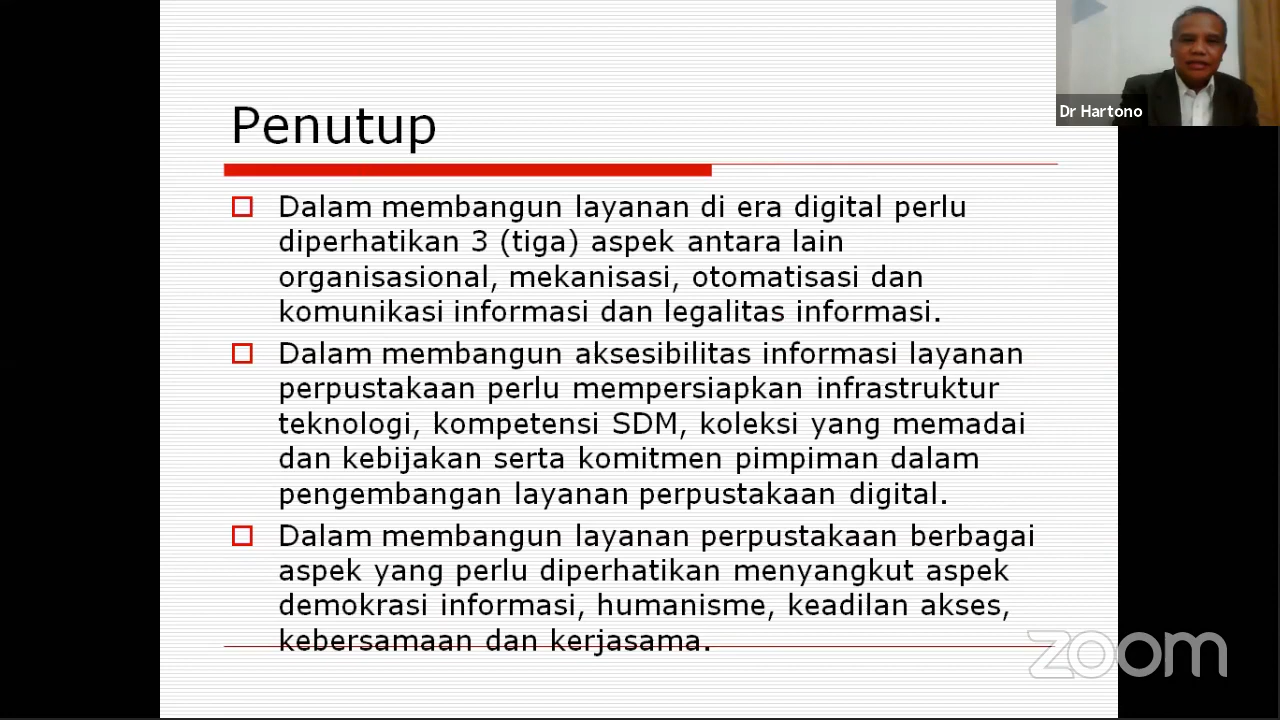 Penutup
Dr Hartono
Dalam membangun layanan di era digital perlu
diperhatikan 3 (tiga) aspek antara lain
organisasional, mekanisasi, otomatisasi dan
komunikasi informasi dan legalitas informasi.
Dalam membangun aksesibilitas informasi layanan
perpustakaan perlu mempersiapkan infrastruktur
teknologi, kompetensi SDM, koleksi yang memadai
dan kebijakan serta komitmen pimpiman dalam
pengembangan layanan perpustakaan digital.
Dalam membangun layanan perpustakaan berbagai
aspek yang perlu diperhatikan menyangkut aspek
demokrasi informasi, humanisme, keadilan akses,
kebersamaan dan kerjasama.
zoom